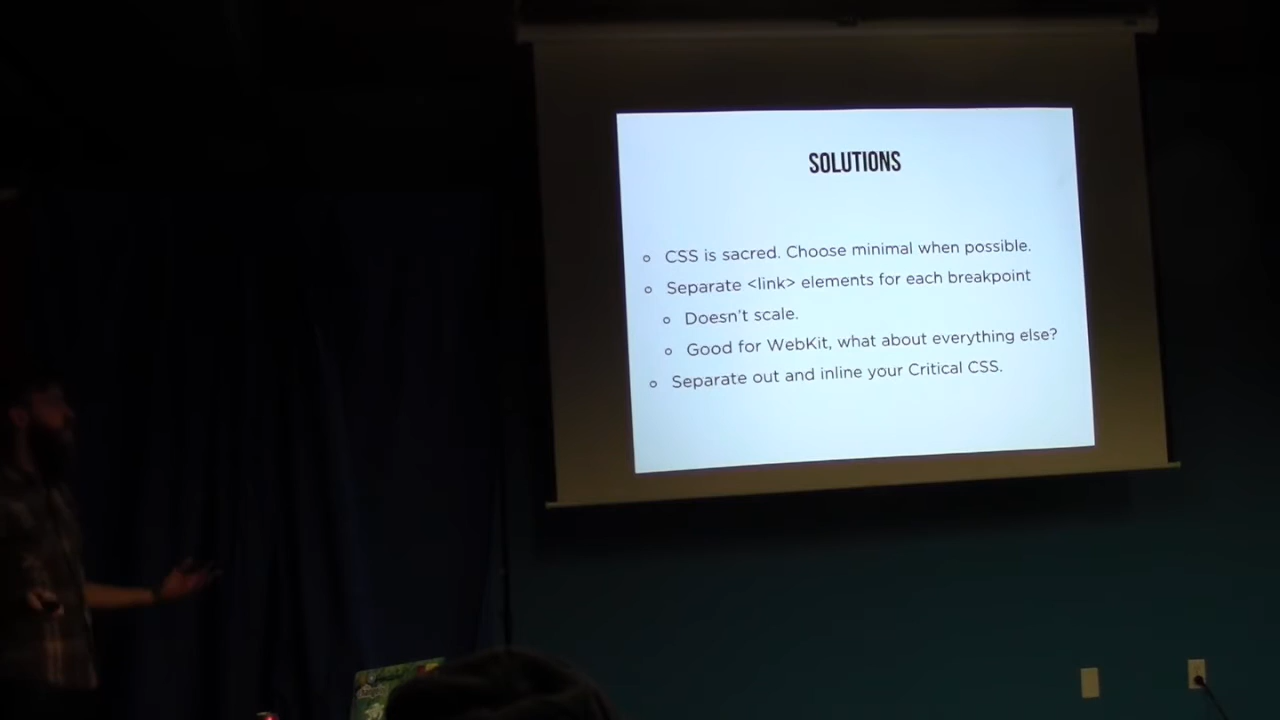 SOLUTIONS
CSS is sacred. Choose minimal when possible.
Separate <link> elements for each breakpoint
Doesn't scale.
Good for WebKit, what about everything else?
Separate out and inline your Critical CSS.